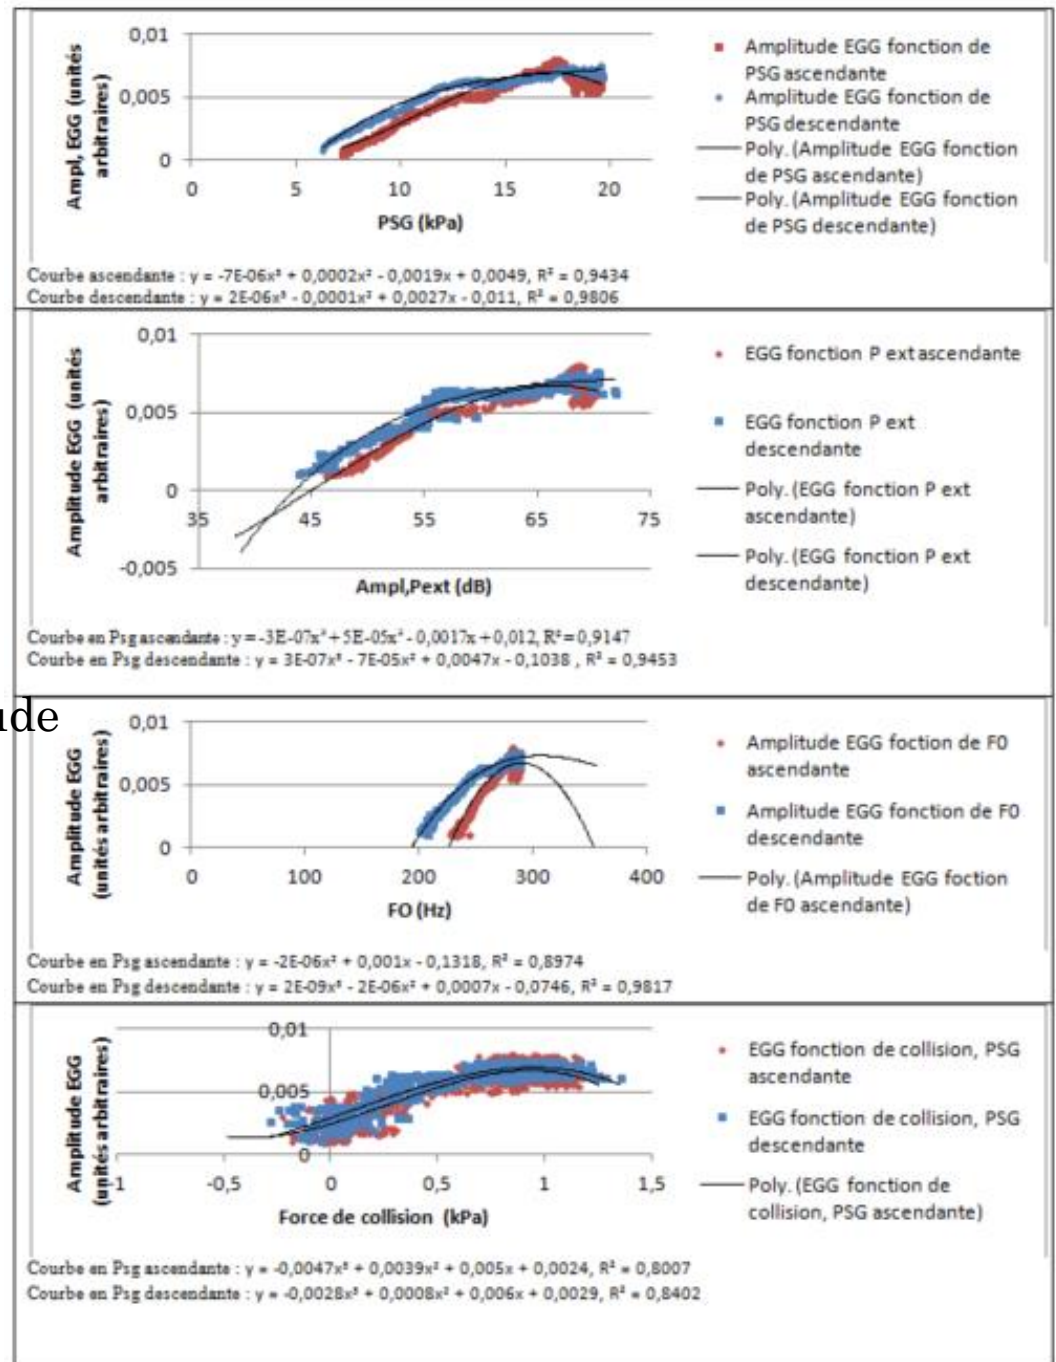 0,01
0,005
0
0 5 10 15 20
Ampl, EGG (unités
arbitraires)
PSG (kPa)
Amplitude EGG fonction de
PSG ascendante
Amplitude EGG fonction de
PSG descendante
Poly. (Amplitude EGG fonction
de PSG ascendante)
Poly. (Amplitude EGG fonction
de PSG descendante)
Courbe ascendante : y = -7E-06x³ + 0,0002x² - 0,0019x + 0,0049, R² = 0,9434
Courbe descendante : y = 2E-06x³ - 0,0001x² + 0,0027x - 0,011, R² = 0,9806
0,01
0,005
0
-0,005
35 45 55 65 75
Amplitude EGG (unités
arbitraires)
Ampl,Pext (dB)
EGG fonction P ext ascendante
EGG fonction P ext
descendante
Poly. (EGG fonction P ext
ascendante)
Poly. (EGG fonction P ext
descendante)
Courbe en Psg ascendante : y = -3E-07x³ + 5E-05x² - 0,0017x + 0,012, R² = 0,9147
Courbe en Psg descendante : y = 3E-07x³ - 7E-05x² + 0,0047x - 0,1038 , R² = 0,9453
ude
0,01
0,005
0
0 100 200 300 400
Amplitude EGG
(unités arbitraires)
FO (Hz)
Amplitude EGG foction de F0
ascendante
Amplitude EGG fonction de F0
descendante
Poly. (Amplitude EGG foction
de F0 ascendante)
Courbe en Psg ascendante : y = -2E-06x² + 0,001x - 0,1318, R² = 0,8974
Courbe en Psg descendante : y = 2E-09x³ - 2E-06x² + 0,0007x - 0,0746, R² = 0,9817
0,01
0,005
0
-1 -0,5 0 0,5 1 1,5
Amplitude EGG
(unités arbitraires)
Force de collision (kPa)
EGG fonction de collision, PSG
ascendante
EGG fonction de collision, PSG
descendante
Poly. (EGG fonction de
collision, PSG ascendante)
Courbe en Psg ascendante : y = -0,0047x³ + 0,0039x² + 0,005x + 0,0024, R² = 0,8007
Courbe en Psg descendante : y = -0,0028x³ + 0,0008x² + 0,006x + 0,0029, R² = 0,8402